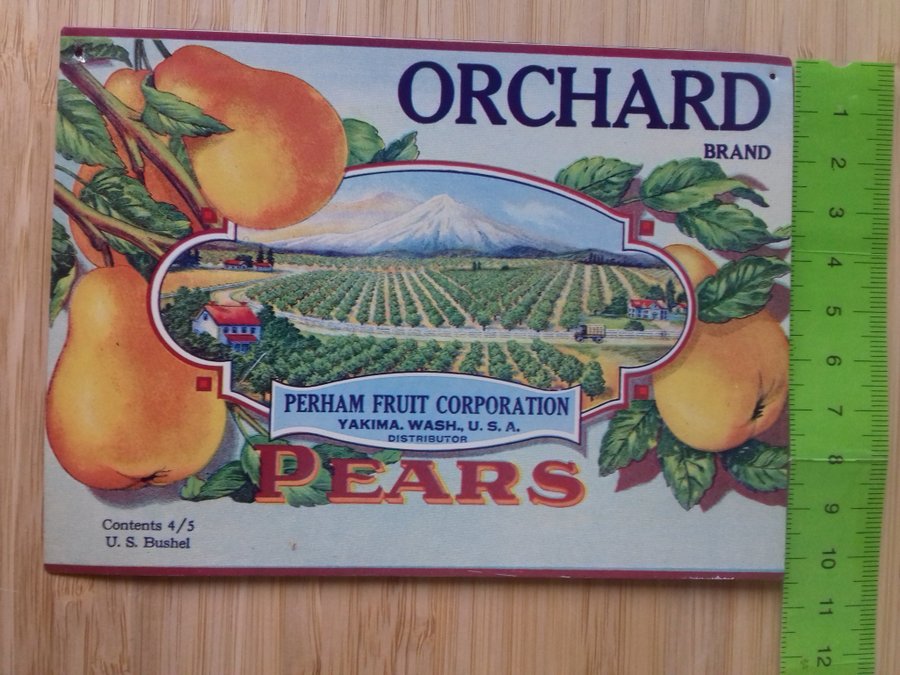 ORCHARD
BRAND
PERHAM FRUIT CORPORATION
YAKIMA. WASH., U. S. A.
DISTRIBUTOR
PEARS
Contents 4/5
U. S. Bushel
1
2
3
4
5
6
7
8
9
10
11
12